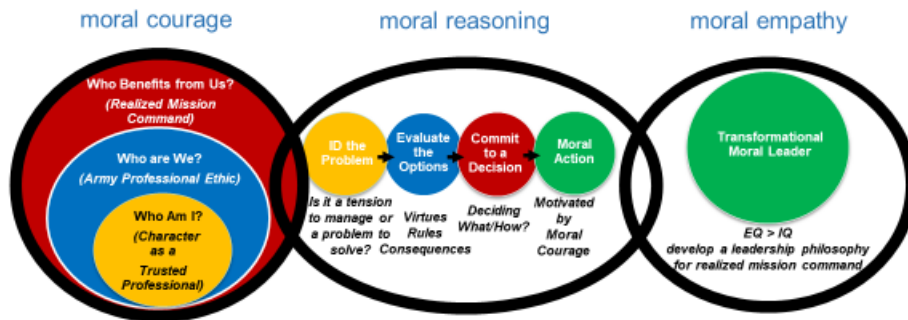 moral courage
Who Benefits from Us?
(Realized Mission
Command)
Who are We?
(Army Professional Ethic)
Who Am I?
(Character
as a
Trusted
Professional)
moral reasoning
ID the
Problem
Evaluate
the
Options
Commit
to a
Decision
Moral
Action
Is it a tension
to manage or
a problem to
solve?
Virtues
Rules
Consequences
Deciding
What/How?
Motivated
by
Moral
Courage
moral empathy
Transformational
Moral Leader
EQ > IQ
develop a leadership philosophy
for realized mission command